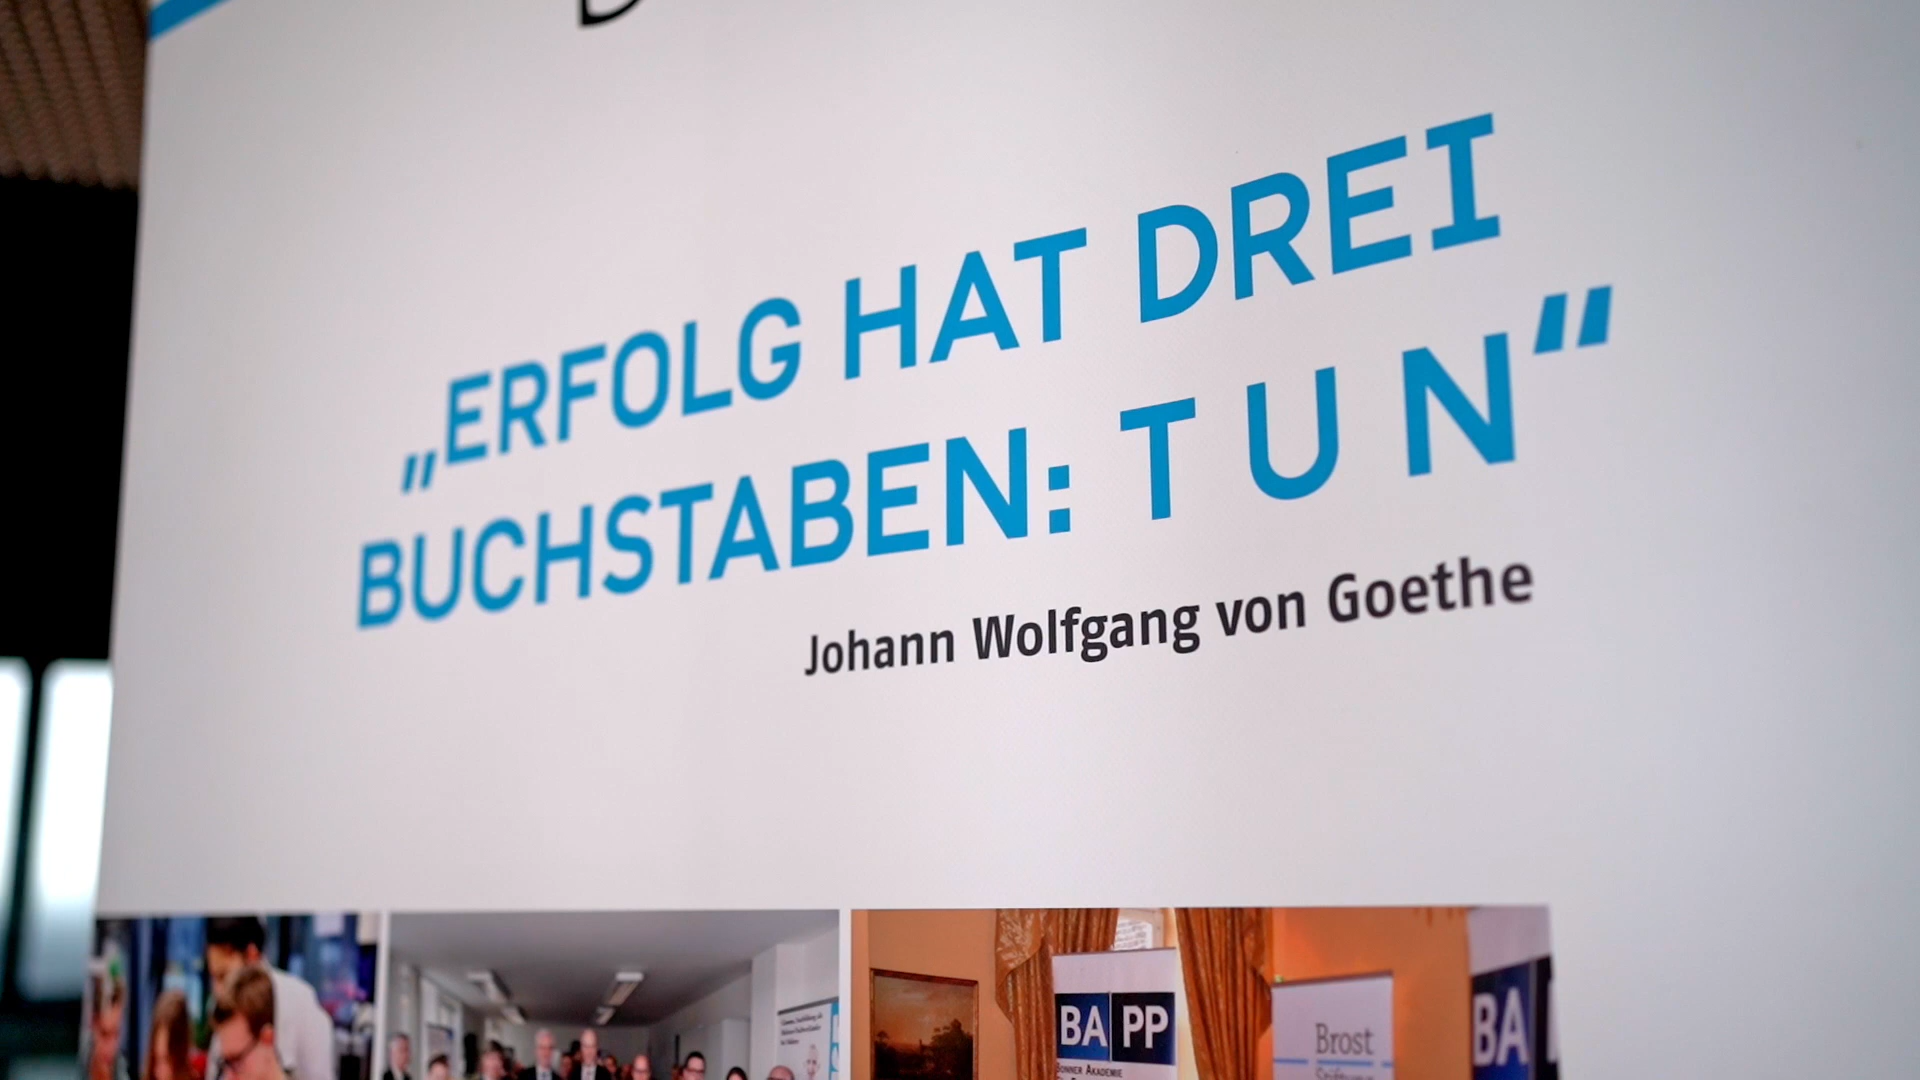 „ERFOLG HAT DREI
BUCHSTABEN: T U N“
Johann Wolfgang von Goethe
BA PP
BONNER AKADEMIE
Brost
BA